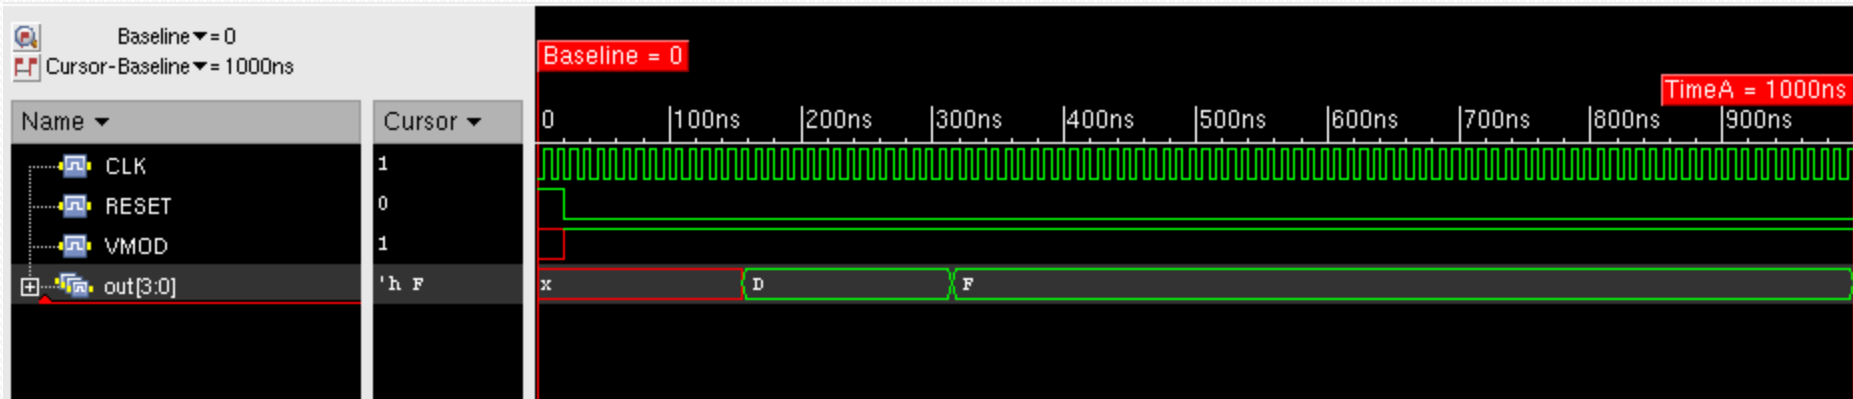 Baseline▼= 0
Cursor-Baseline▼= 1000ns
Baseline = 0
TimeA = 1000ns
Name ▼ Cursor ▼ 0 100ns 200ns 300ns 400ns 500ns 600ns 700ns 800ns 900ns
CLK 1
RESET 0
VMOD 1
out[3:0] 'h F x D F